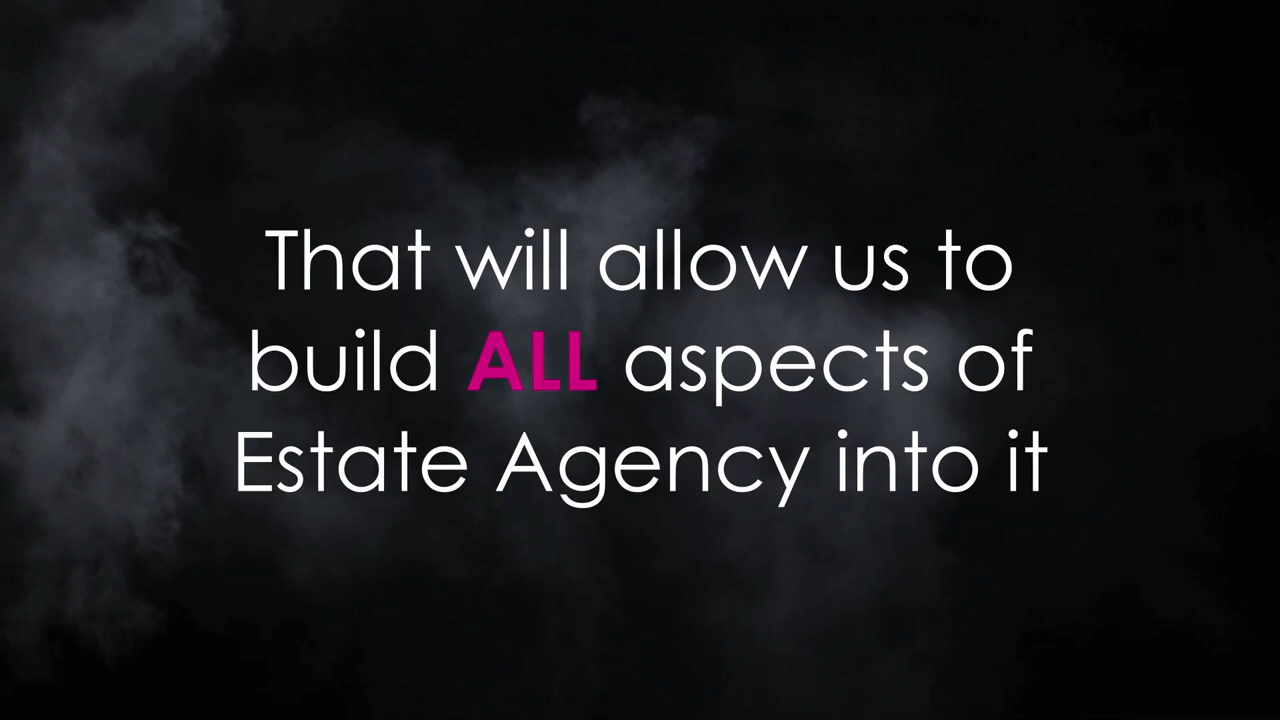 That will allow us to
build ALL aspects of
Estate Agency into it